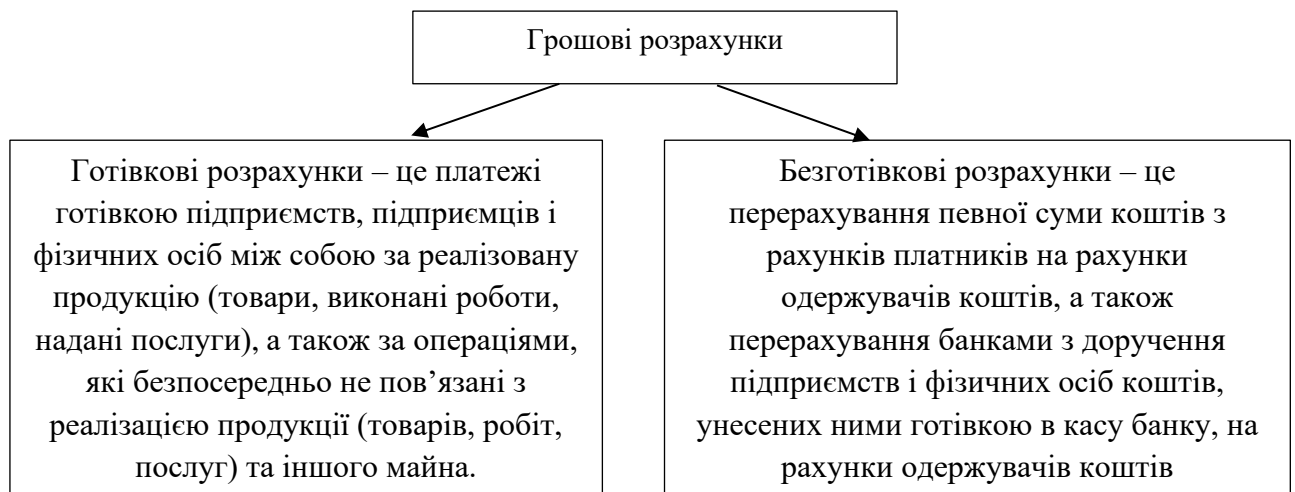 Грошові розрахунки
Готівкові розрахунки – це платежі
готівкою підприємств, підприємців і
фізичних осіб між собою за реалізовану
продукцію (товари, виконані роботи,
надані послуги), а також за операціями,
які безпосередньо не пов’язані з
реалізацією продукції (товарів, робіт,
послуг) та іншого майна.
Безготівкові розрахунки – це
перерахування певної суми коштів з
рахунків платників на рахунки
одержувачів коштів, а також
перерахування банками з доручення
підприємств і фізичних осіб коштів,
унесених ними готівкою в касу банку, на
рахунки одержувачів коштів